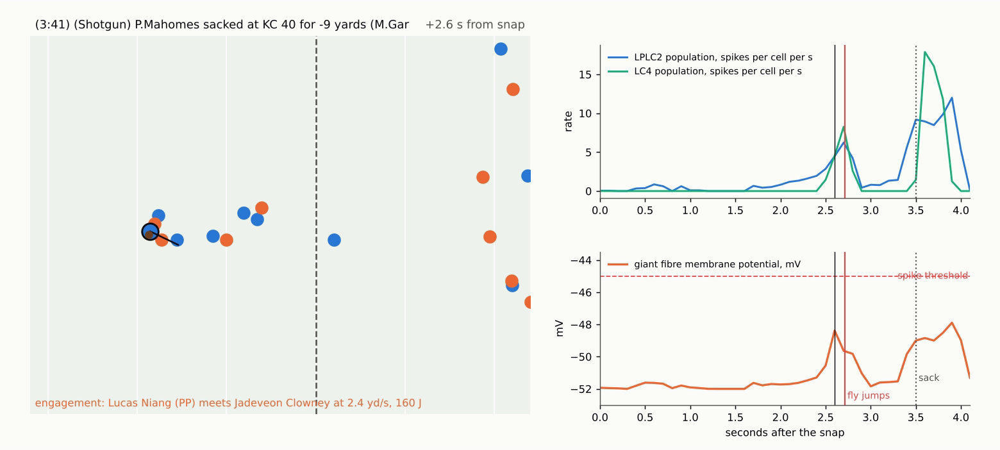 (3:41) (Shotgun) P.Mahomes sacked at KC 40 for -9 yards (M.Gar
+2.6 s from snap
engagement: Lucas Niang (PP) meets Jadeveon Clowney at 2.4 yd/s, 160 J
LPLC2 population, spikes per cell per s
LC4 population, spikes per cell per s
rate
15
10
5
0
0.0 0.5 1.0 1.5 2.0 2.5 3.0 3.5 4.0
giant fibre membrane potential, mV
spike threshold
mV
−44
−46
−48
−50
−52
sack
fly jumps
0.0 0.5 1.0 1.5 2.0 2.5 3.0 3.5 4.0
seconds after the snap